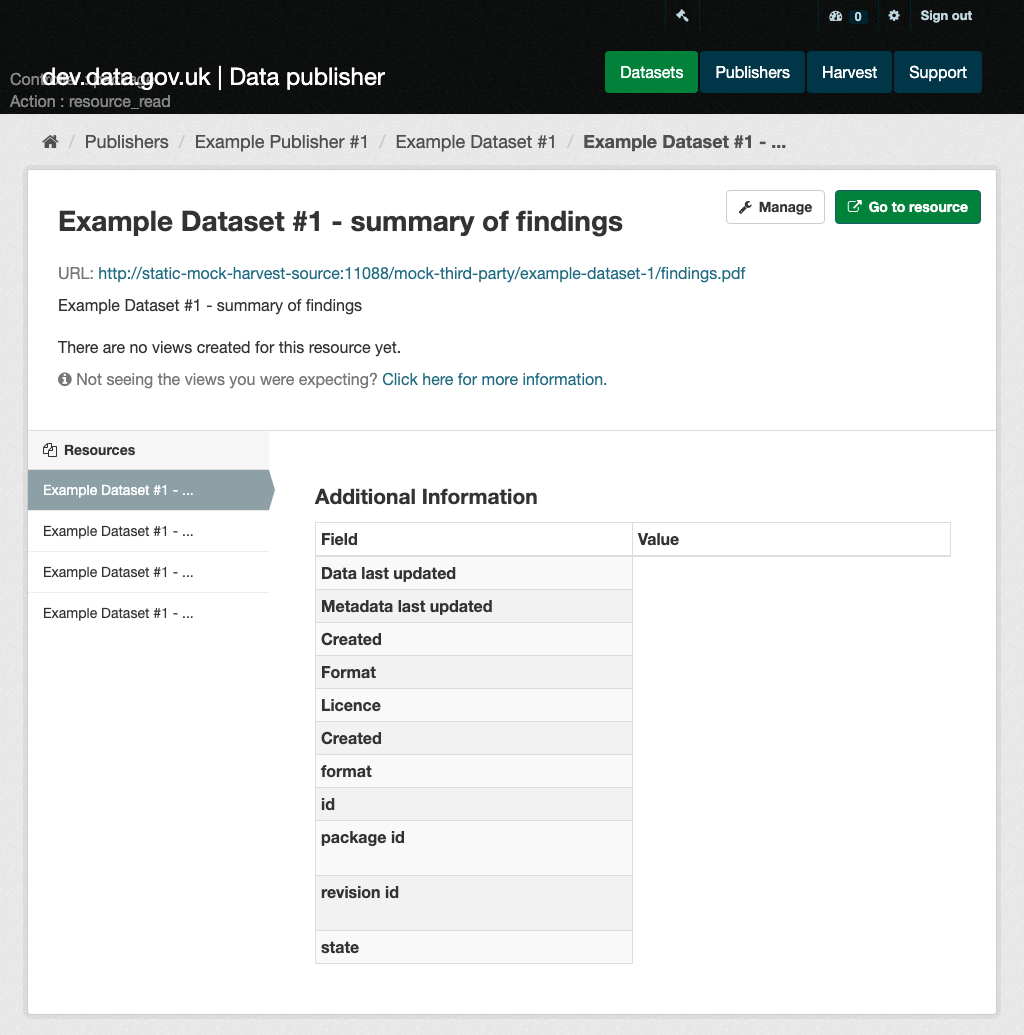 0 Sign out
dev.data.gov.uk | Data publisher
Action : resource_read
Datasets Publishers Harvest Support
/ Publishers / Example Publisher #1 / Example Dataset #1 / Example Dataset #1 - ...
Manage Go to resource
Example Dataset #1 - summary of findings
URL: http://static-mock-harvest-source:11088/mock-third-party/example-dataset-1/findings.pdf
Example Dataset #1 - summary of findings
There are no views created for this resource yet.
Not seeing the views you were expecting? Click here for more information.
Resources
Example Dataset #1 - ...
Example Dataset #1 - ...
Example Dataset #1 - ...
Example Dataset #1 - ...
Additional Information
Field Value
Data last updated
Metadata last updated
Created
Format
Licence
Created
format
id
package id
revision id
state